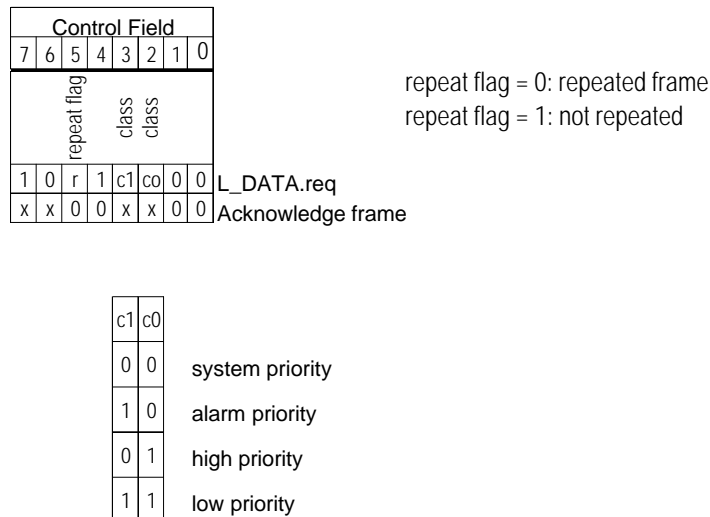 Control Field
7 6 5 4 3 2 1 0
repeat flag
class
class
repeat flag = 0: repeated frame
repeat flag = 1: not repeated
1 0 r 1 c1 co 0 0 L_DATA.req
x x 0 0 x x 0 0 Acknowledge frame
c1 c0
0 0 system priority
1 0 alarm priority
0 1 high priority
1 1 low priority